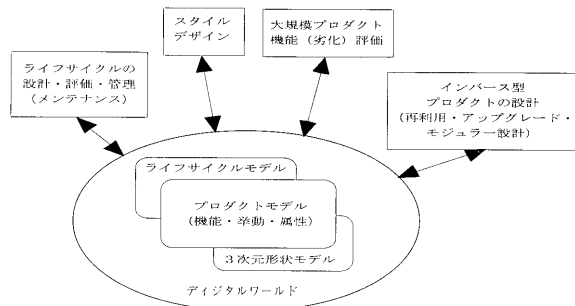 スタイル
デザイン
大規模プロダクト
機能（劣化）評価
ライフサイクルの
設計・評価・管理
（メンテナンス）
インバース型
プロダクトの設計
（再利用・アップグレード・
モジュラー設計）
ライフサイクルモデル
プロダクトモデル
（機能・挙動・属性）
３次元形状モデル
ディジタルワールド